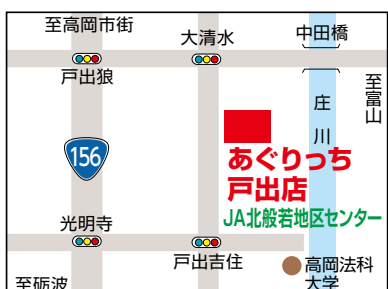 至高岡市街
大清水
中田橋
戸出狼
至富山
庄川
156
あぐりっち
戸出店
JA北般若地区センター
光明寺
戸出吉住
高岡法科
大学
至砺波